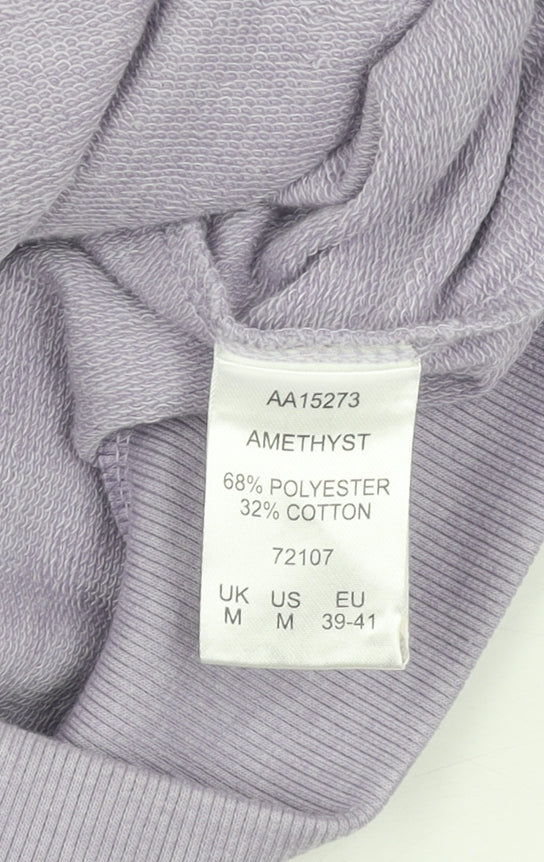 AA15273
AMETHYST
68% POLYESTER
32% COTTON
72107
UK US EU
M M 39-41